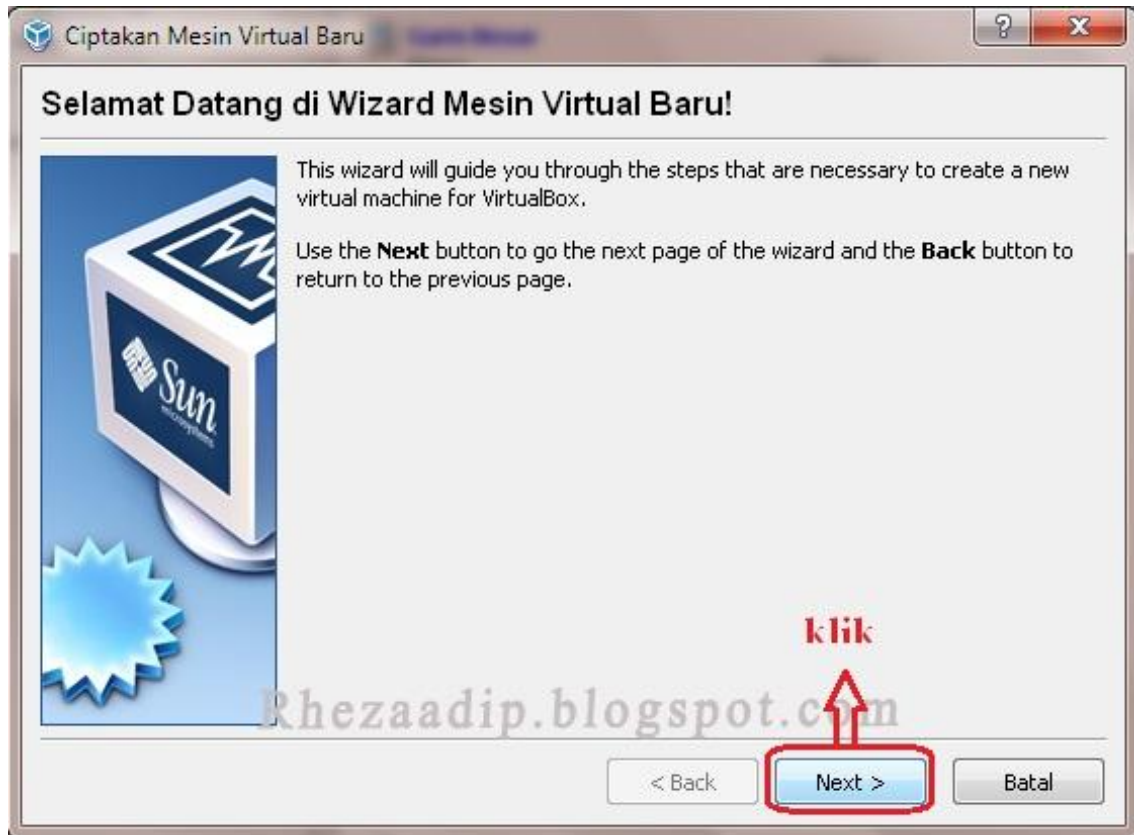 Ciptakan Mesin Virtual Baru
Selamat Datang di Wizard Mesin Virtual Baru!
This wizard will guide you through the steps that are necessary to create a new
virtual machine for VirtualBox.
Use the Next button to go the next page of the wizard and the Back button to
return to the previous page.
Sun
microsystems
klik
Rhezaadip.blogspot.com
< Back
Next >
Batal